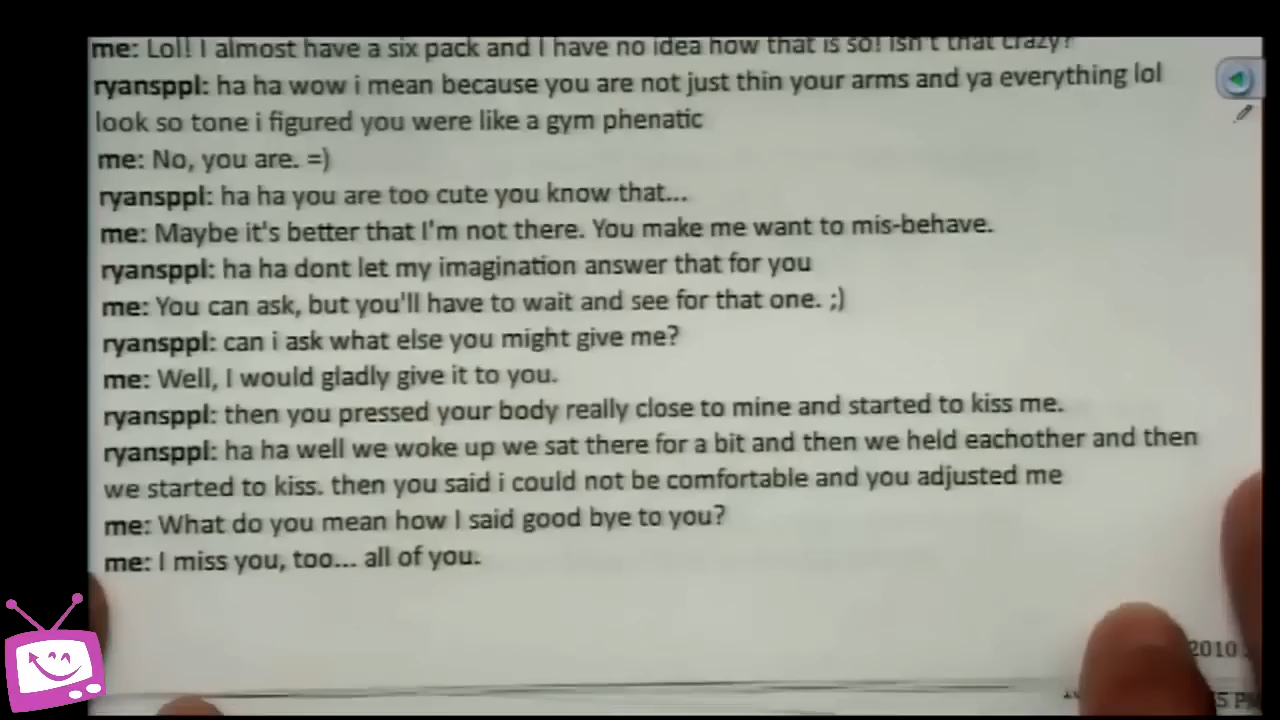 me: Lol! I almost have a six pack and I have no idea how that is so! Isn't that crazy?
ryansppl: ha ha wow i mean because you are not just thin your arms and ya everything lol
look so tone i figured you were like a gym phenatic
me: No, you are. =)
ryansppl: ha ha you are too cute you know that...
me: Maybe it's better that I'm not there. You make me want to mis-behave.
ryansppl: ha ha dont let my imagination answer that for you
me: You can ask, but you'll have to wait and see for that one. ;)
ryansppl: can i ask what else you might give me?
me: Well, I would gladly give it to you.
ryansppl: then you pressed your body really close to mine and started to kiss me.
ryansppl: ha ha well we woke up we sat there for a bit and then we held eachother and then
we started to kiss. then you said i could not be comfortable and you adjusted me
me: What do you mean how I said good bye to you?
me: I miss you, too... all of you.
2010